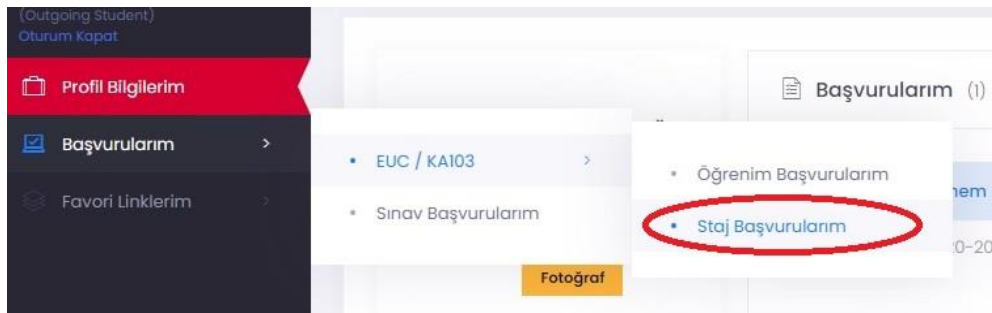 (Outgoing Student)
Oturum Kapat
Profil Bilgilerim
Başvurularım
Favori Linklerim
EUC / KA103
Sınav Başvurularım
Fotoğraf
Öğrenim Başvurularım
Staj Başvurularım
Başvurularım (1)